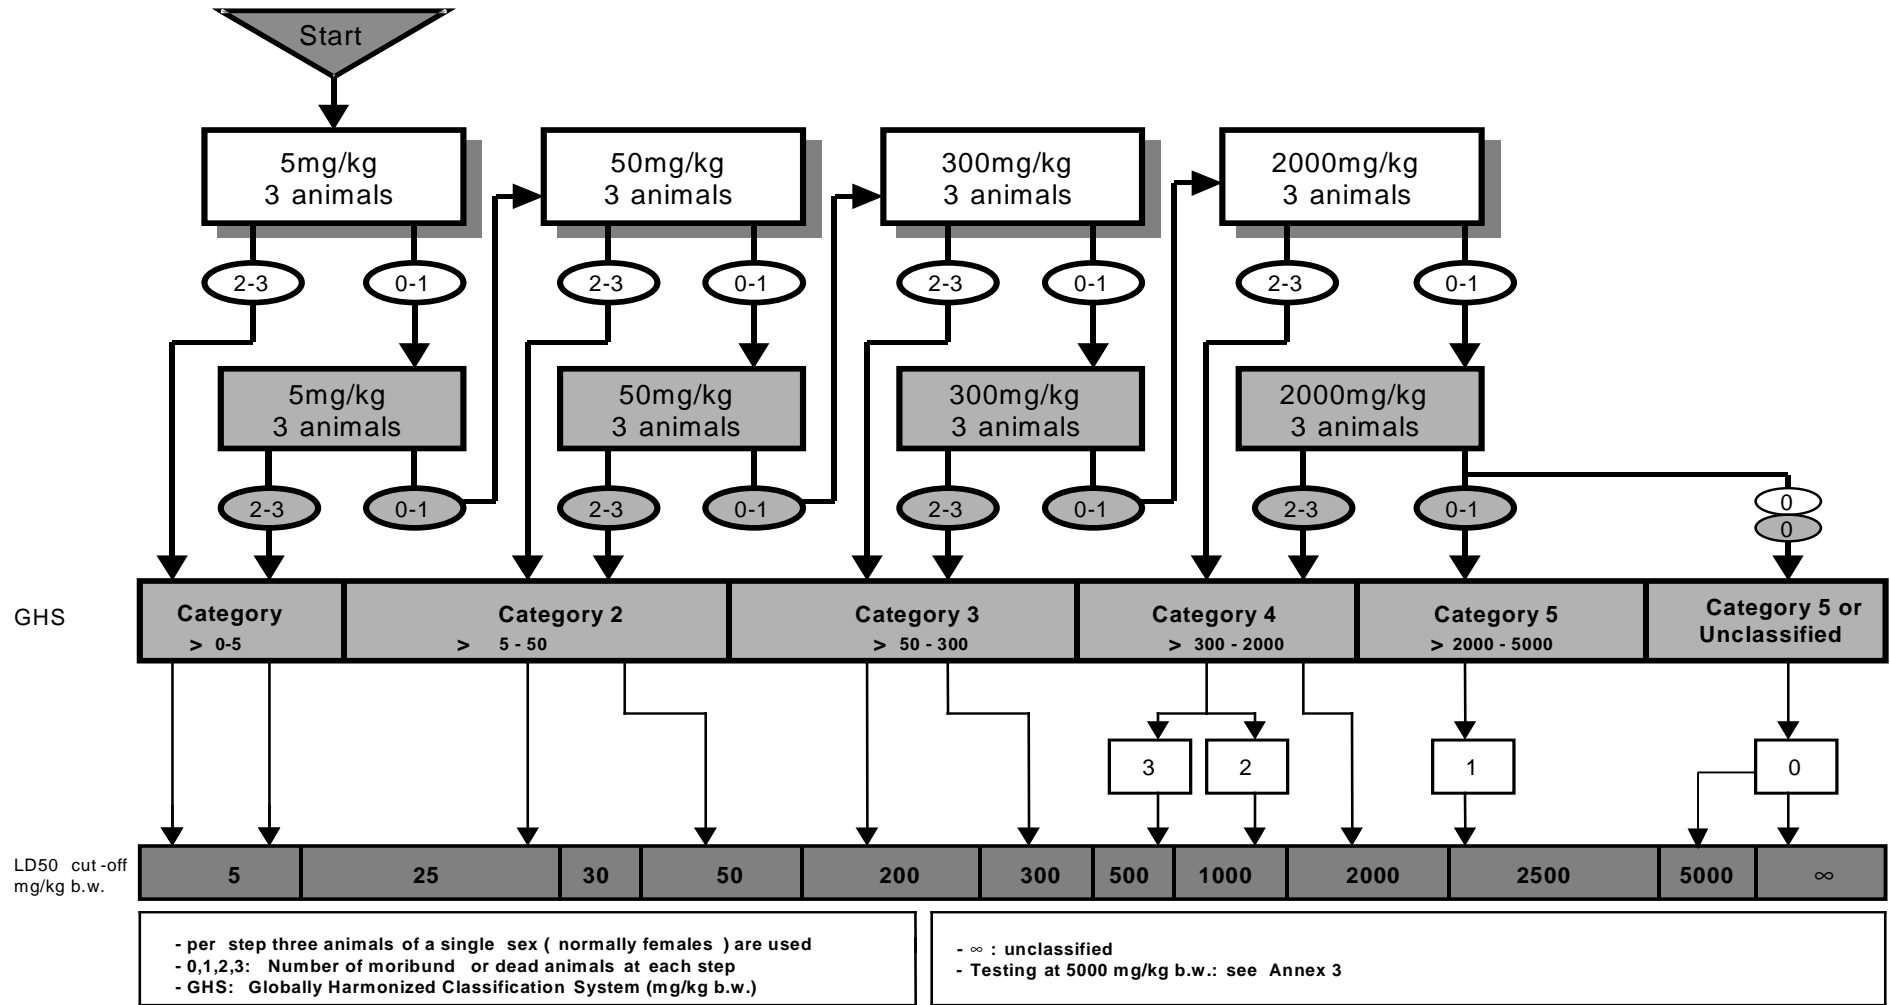 Start
5mg/kg
3 animals
50mg/kg
3 animals
300mg/kg
3 animals
2000mg/kg
3 animals
2-3
0-1
2-3
0-1
2-3
0-1
2-3
0-1
5mg/kg
3 animals
50mg/kg
3 animals
300mg/kg
3 animals
2000mg/kg
3 animals
2-3
0-1
2-3
0-1
2-3
0-1
2-3
0-1
0
0
GHS
Category
> 0-5
Category 2
> 5 - 50
Category 3
> 50 - 300
Category 4
> 300 - 2000
Category 5
> 2000 - 5000
Category 5 or
Unclassified
3
2
1
0
LD50 cut-off
mg/kg b.w.
5
25
30
50
200
300
500
1000
2000
2500
5000
∞
- per step three animals of a single sex ( normally females ) are used
- 0,1,2,3: Number of moribund or dead animals at each step
- GHS: Globally Harmonized Classification System (mg/kg b.w.)
- ∞ : unclassified
- Testing at 5000 mg/kg b.w.: see Annex 3